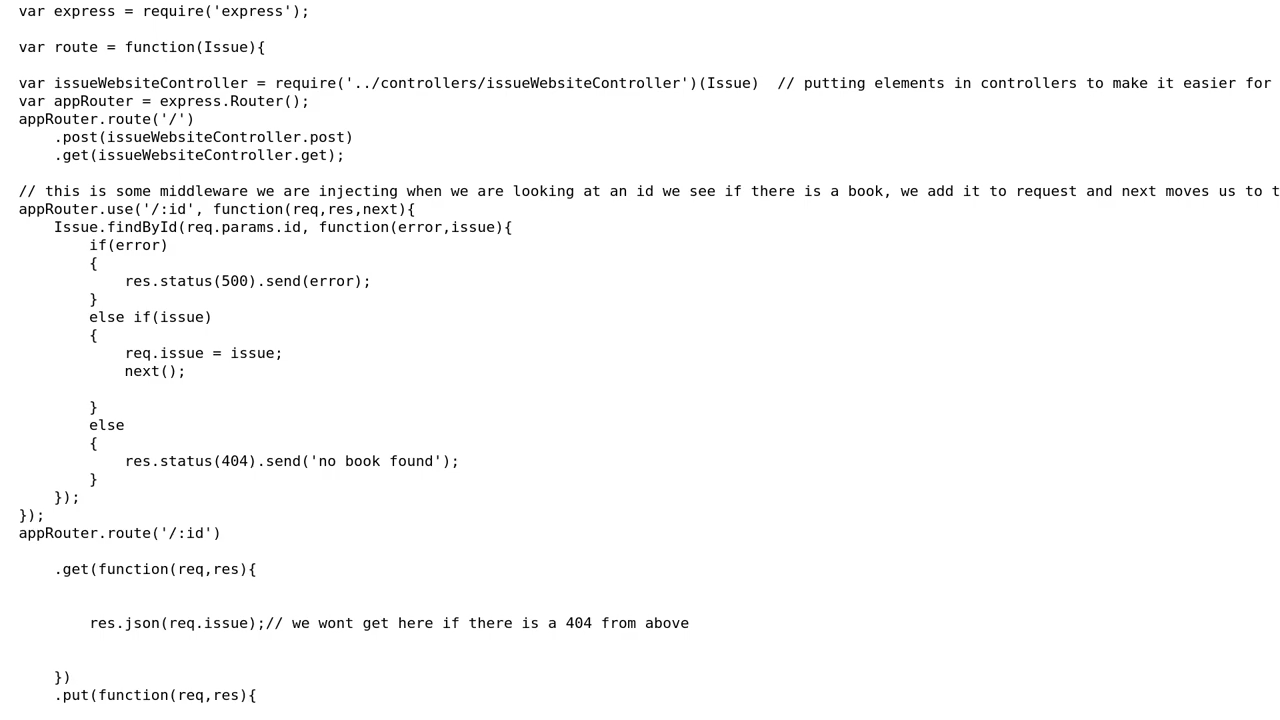 var express = require('express');
var route = function(Issue){
var issueWebsiteController = require('../controllers/issueWebsiteController')(Issue)  // putting elements in controllers to make it easier for
var appRouter = express.Router();
appRouter.route('/')
    .post(issueWebsiteController.post)
    .get(issueWebsiteController.get);
// this is some middleware we are injecting when we are looking at an id we see if there is a book, we add it to request and next moves us to t
appRouter.use('/:id', function(req,res,next){
    Issue.findById(req.params.id, function(error,issue){
        if(error)
        {
            res.status(500).send(error);
        }
        else if(issue)
        {
            req.issue = issue;
            next();
        }
        else
        {
            res.status(404).send('no book found');
        }
    });
});
appRouter.route('/:id')
    .get(function(req,res){
        res.json(req.issue);// we wont get here if there is a 404 from above
    })
    .put(function(req,res){